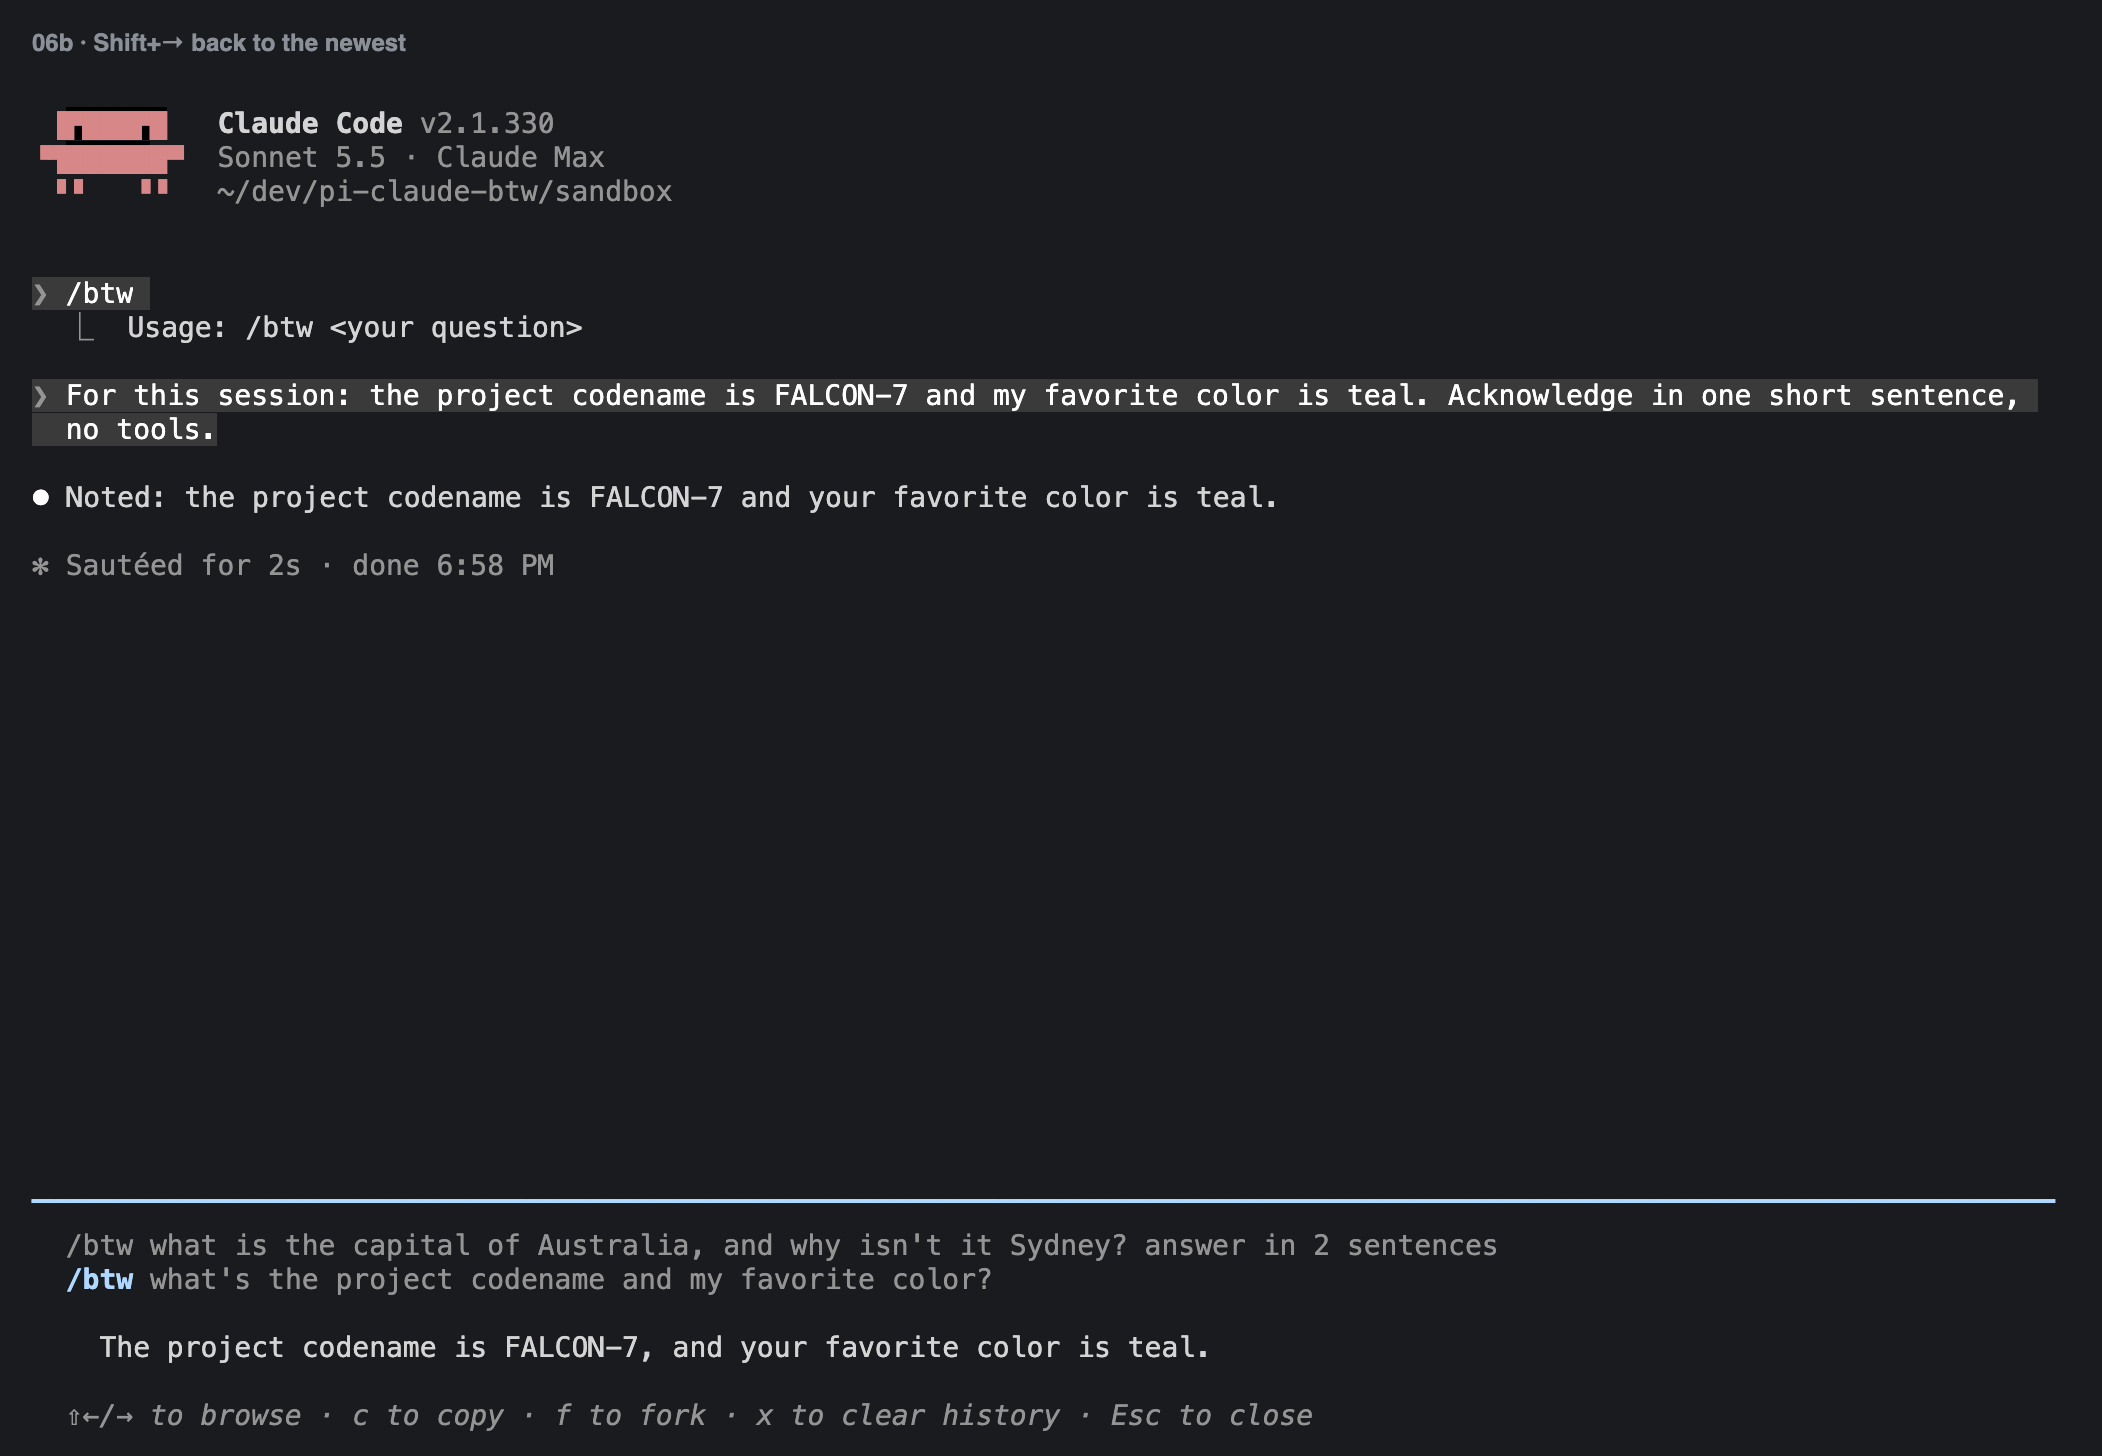 06b · Shift+→ back to the newest
Claude Code v2.1.330
Sonnet 5.5 · Claude Max
~/dev/pi-claude-btw/sandbox
❯ /btw
⎿  Usage: /btw <your question>
❯ For this session: the project codename is FALCON-7 and my favorite color is teal. Acknowledge in one short sentence,
no tools.
● Noted: the project codename is FALCON-7 and your favorite color is teal.
✻ Sautéed for 2s · done 6:58 PM
/btw what is the capital of Australia, and why isn't it Sydney? answer in 2 sentences
/btw what's the project codename and my favorite color?
The project codename is FALCON-7, and your favorite color is teal.
⇧←/→ to browse · c to copy · f to fork · x to clear history · Esc to close